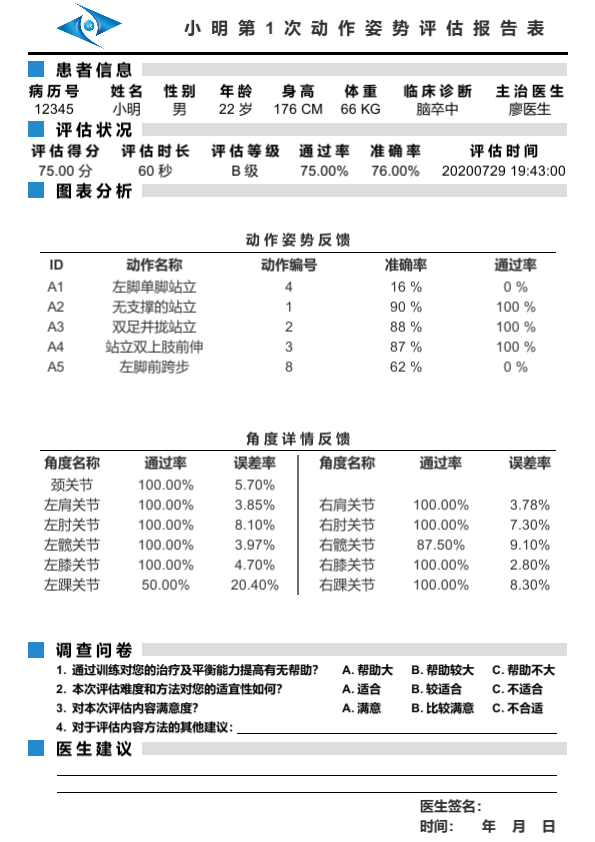 小明第1次动作姿势评估报告表
患者信息
病历号 姓名 性别 年龄 身高 体重 临床诊断 主治医生
12345 小明 男 22 岁 176 CM 66 KG 脑卒中 廖医生
评估状况
评估得分 评估时长 评估等级 通过率 准确率 评估时间
75.00 分 60 秒 B 级 75.00% 76.00% 20200729 19:43:00
图表分析
动作姿势反馈
ID 动作名称 动作编号 准确率 通过率
A1 左脚单脚站立 4 16 % 0 %
A2 无支撑的站立 1 90 % 100 %
A3 双足并拢站立 2 88 % 100 %
A4 站立双上肢前伸 3 87 % 100 %
A5 左脚前跨步 8 62 % 0 %
角度详情反馈
角度名称 通过率 误差率 角度名称 通过率 误差率
颈关节 100.00% 5.70%
左肩关节 100.00% 3.85% 右肩关节 100.00% 3.78%
左肘关节 100.00% 8.10% 右肘关节 100.00% 7.30%
左髋关节 100.00% 3.97% 右髋关节 87.50% 9.10%
左膝关节 100.00% 4.70% 右膝关节 100.00% 2.80%
左踝关节 50.00% 20.40% 右踝关节 100.00% 8.30%
调查问卷
1. 通过训练对您的治疗及平衡能力提高有无帮助? A. 帮助大 B. 帮助较大 C. 帮助不大
2. 本次评估难度和方法对您的适宜性如何? A. 适合 B. 较适合 C. 不适合
3. 对本次评估内容满意度? A. 满意 B. 比较满意 C. 不合适
4. 对于评估内容方法的其他建议:
医生建议
医生签名:
时间: 年 月 日